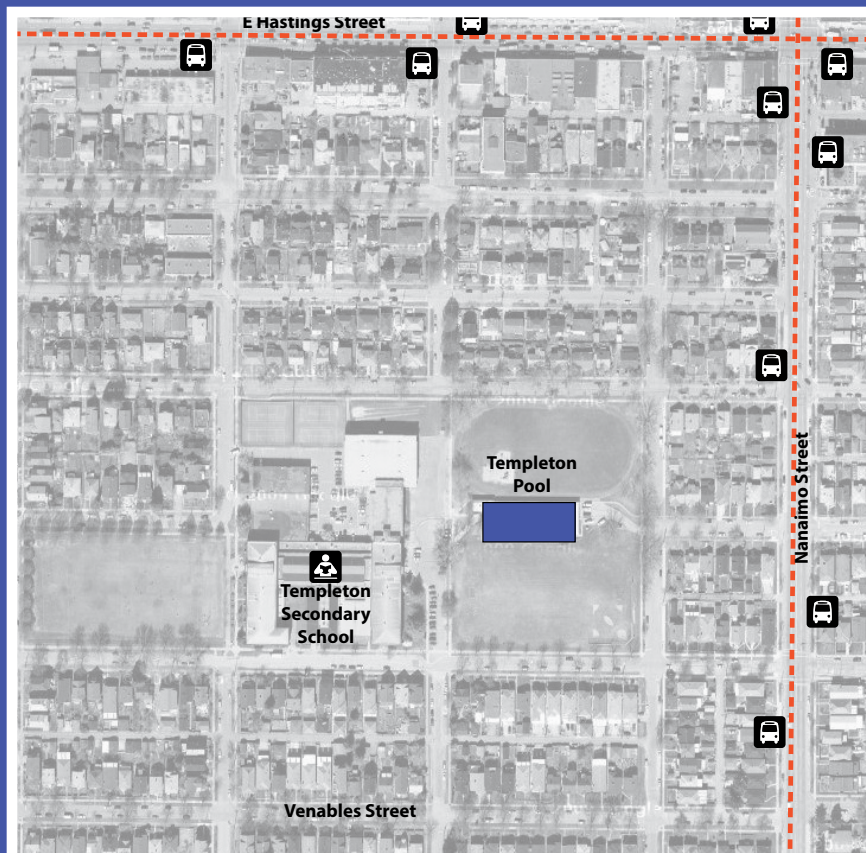 E Hastings Street
Templeton
Pool
Nanaimo Street
Templeton
Secondary
School
Venables Street